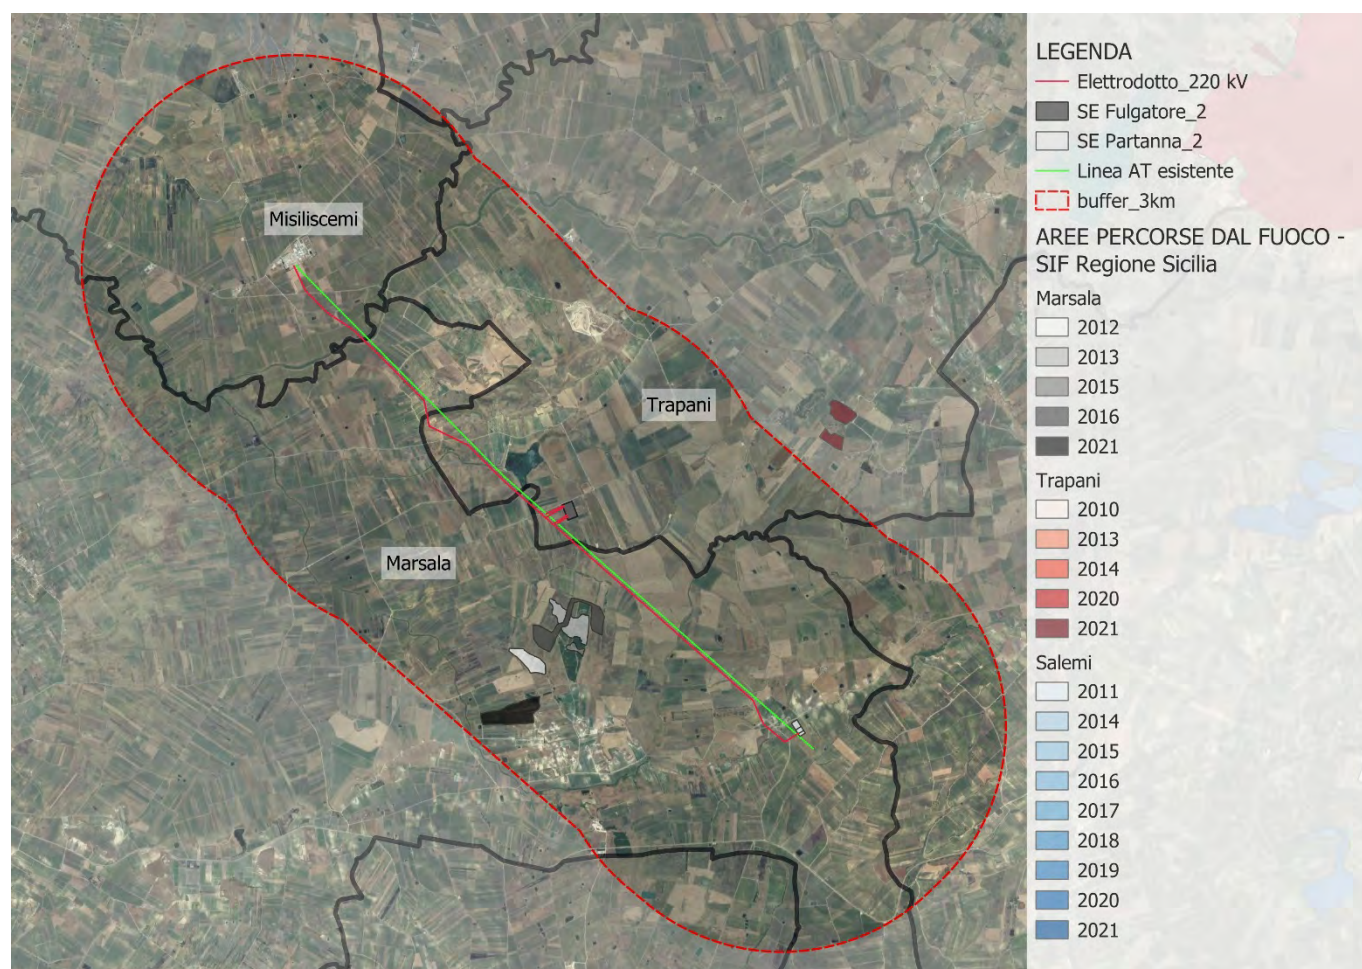 Misiliscemi
Trapani
Marsala
LEGENDA
Elettrodotto_220 kV
SE Fulgatore_2
SE Partanna_2
Linea AT esistente
buffer_3km
AREE PERCORSE DAL FUOCO -
SIF Regione Sicilia
Marsala
2012
2013
2015
2016
2021
Trapani
2010
2013
2014
2020
2021
Salemi
2011
2014
2015
2016
2017
2018
2019
2020
2021